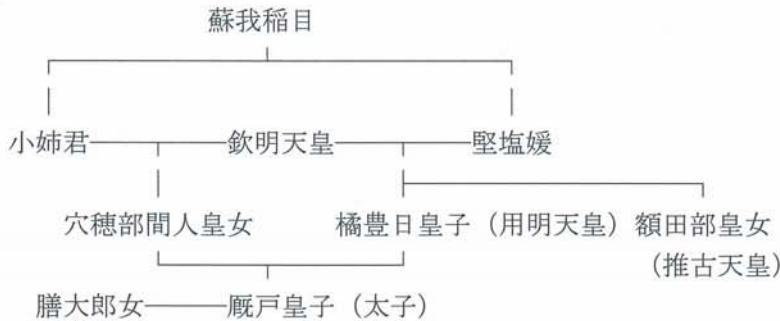 蘇我稲目
小姉君 欽明天皇 堅塩媛
穴穂部間人皇女 橘豊日皇子（用明天皇）額田部皇女
（推古天皇）
膳大郎女 厩戸皇子（太子）